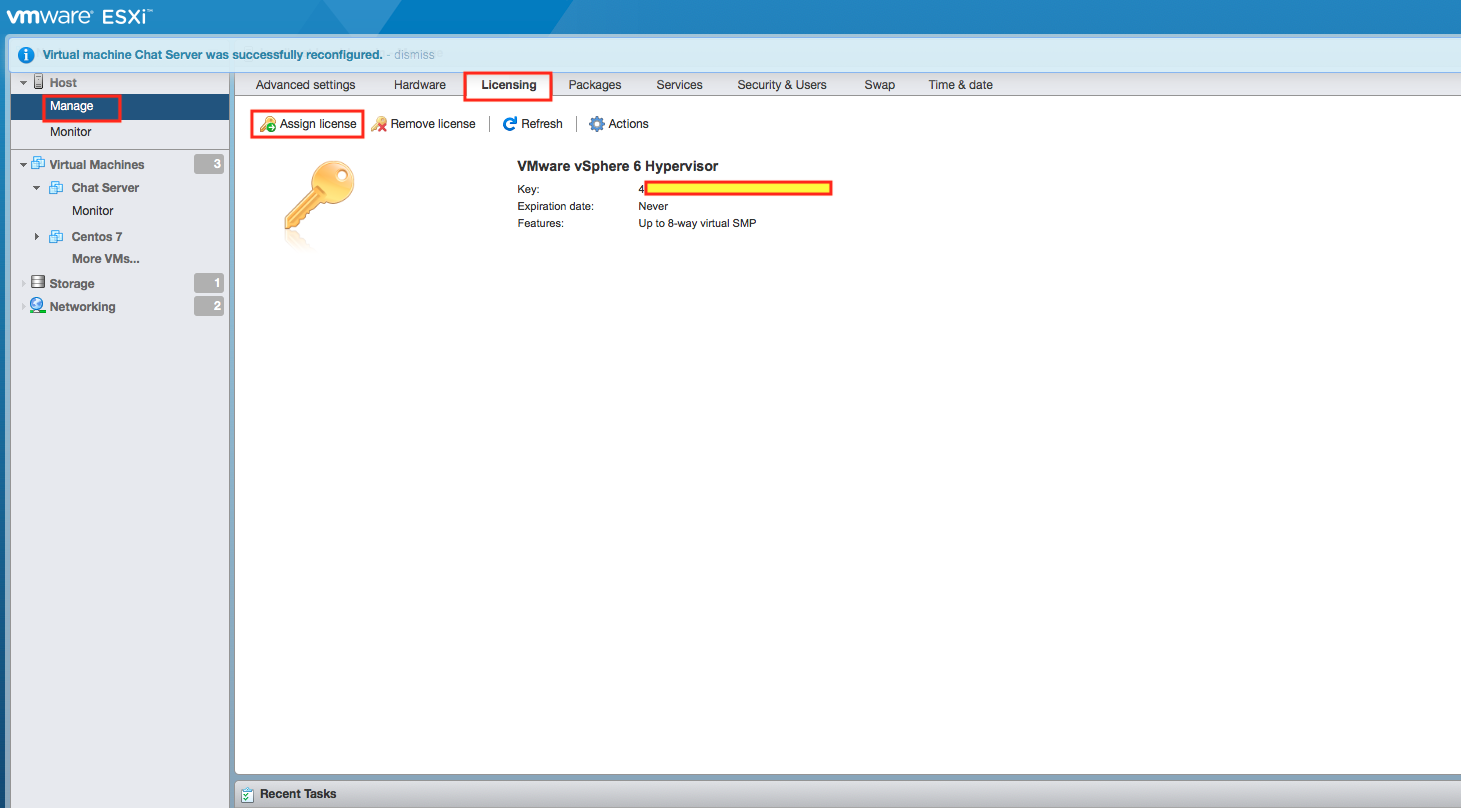 vmware® ESXi™
Virtual machine Chat Server was successfully reconfigured. - dismiss
Host
Manage
Monitor
Virtual Machines 3
Chat Server
Monitor
Centos 7
More VMs...
Storage 1
Networking 2
Advanced settings Hardware Licensing Packages Services Security & Users Swap Time & date
Assign license Remove license Refresh Actions
VMware vSphere 6 Hypervisor
Key: 4
Expiration date: Never
Features: Up to 8-way virtual SMP
Recent Tasks